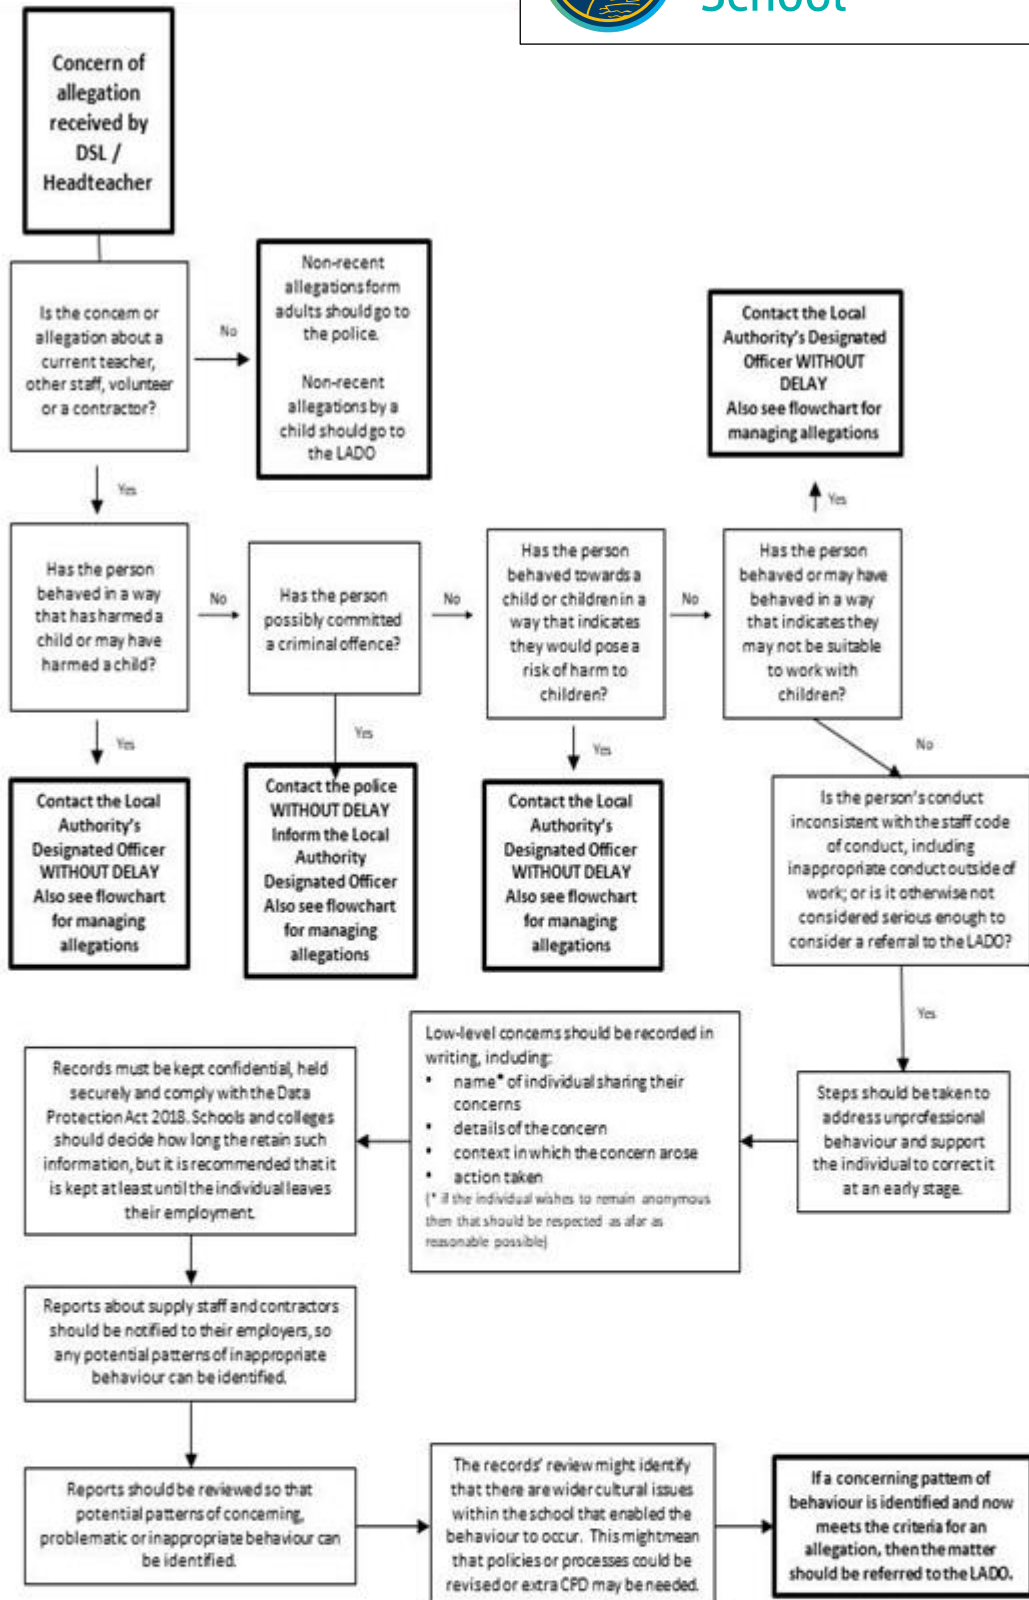 School
Concern of
allegation
received by
DSL /
Headteacher
Is the concern or
allegation about a
current teacher,
other staff, volunteer
or a contractor?
No
Non-recent
allegations form
adults should go to
the police.
Non-recent
allegations by a
child should go to
the LADO
Contact the Local
Authority's Designated
Officer WITHOUT
DELAY
Also see flowchart for
managing allegations
Yes
Yes
Has the person
behaved in a way
that has harmed a
child or may have
harmed a child?
No
Has the person
possibly committed
a criminal offence?
No
Has the person
behaved towards a
child or children in a
way that indicates
they would pose a
risk of harm to
children?
No
Has the person
behaved or may have
behaved in a way
that indicates they
may not be suitable
to work with
children?
Yes
Yes
Yes
No
Contact the Local
Authority's
Designated Officer
WITHOUT DELAY
Also see flowchart
for managing
allegations
Contact the police
WITHOUT DELAY
Inform the Local
Authority
Designated Officer
Also see flowchart
for managing
allegations
Contact the Local
Authority's
Designated Officer
WITHOUT DELAY
Also see flowchart
for managing
allegations
Is the person's conduct
inconsistent with the staff code
of conduct, including
inappropriate conduct outside of
work; or is it otherwise not
considered serious enough to
consider a referral to the LADO?
Yes
Steps should be taken to
address unprofessional
behaviour and support
the individual to correct it
at an early stage.
Low-level concerns should be recorded in
writing, including:
• name* of individual sharing their
concerns
• details of the concern
• context in which the concern arose
• action taken
(* if the individual wishes to remain anonymous
then that should be respected as afar as
reasonable possible)
Records must be kept confidential, held
securely and comply with the Data
Protection Act 2018. Schools and colleges
should decide how long the retain such
information, but it is recommended that it
is kept at least until the individual leaves
their employment.
Reports about supply staff and contractors
should be notified to their employers, so
any potential patterns of inappropriate
behaviour can be identified.
Reports should be reviewed so that
potential patterns of concerning,
problematic or inappropriate behaviour can
be identified.
The records' review might identify
that there are wider cultural issues
within the school that enabled the
behaviour to occur. This might mean
that policies or processes could be
revised or extra CPD may be needed.
If a concerning pattern of
behaviour is identified and now
meets the criteria for an
allegation, then the matter
should be referred to the LADO.